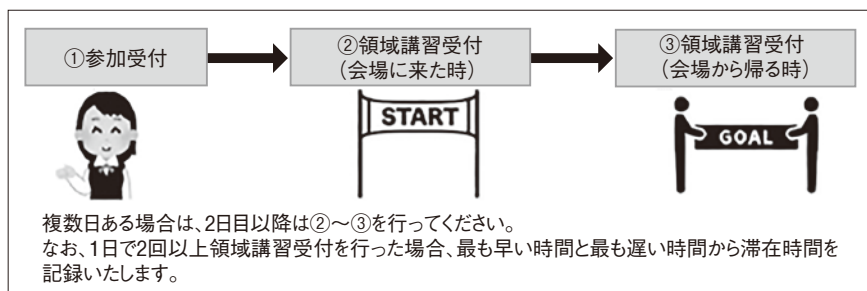 ①参加受付
②領域講習受付
(会場に来た時)
③領域講習受付
(会場から帰る時)
START
GOAL
複数日ある場合は、2日目以降は②～③を行ってください。
なお、1日で2回以上領域講習受付を行った場合、最も早い時間と最も遅い時間から滞在時間を
記録いたします。